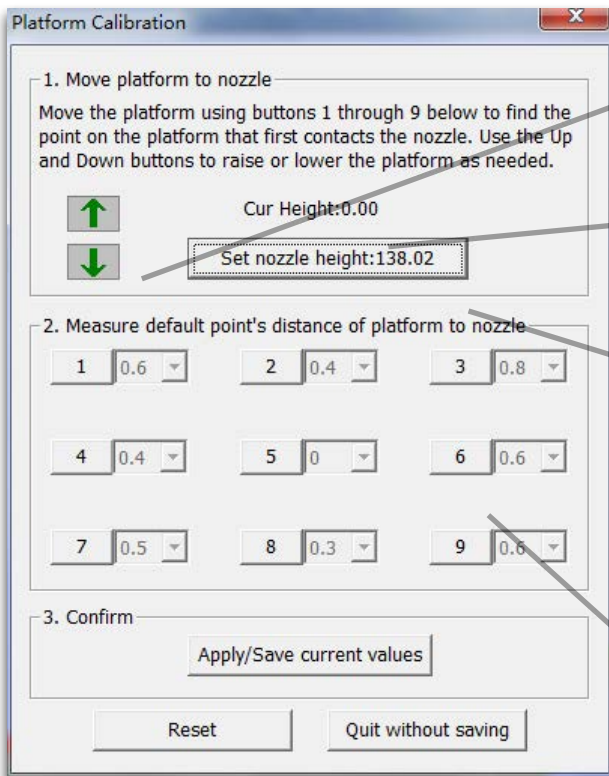 Platform Calibration
1. Move platform to nozzle
Move the platform using buttons 1 through 9 below to find the
point on the platform that first contacts the nozzle. Use the Up
and Down buttons to raise or lower the platform as needed.
Cur Height:0.00
Set nozzle height:138.02
2. Measure default point's distance of platform to nozzle
1 0.6 2 0.4 3 0.8
4 0.4 5 0 6 0.6
7 0.5 8 0.3 9 0.6
3. Confirm
Apply/Save current values
Reset Quit without saving